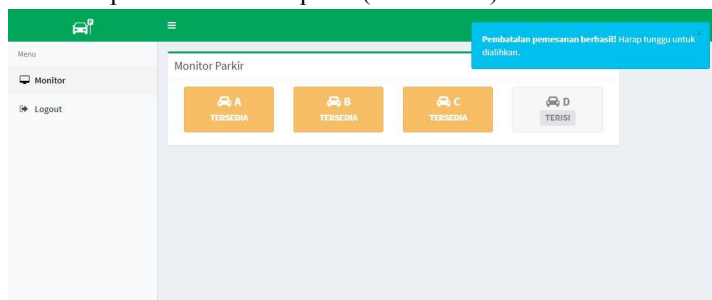 P
Pembatalan pemesanan berhasil! Harap tunggu untuk
dialihkan.
×
Menu
Monitor
Logout
Monitor Parkir
A
TERSEDIA
B
TERSEDIA
C
TERSEDIA
D
TERISI